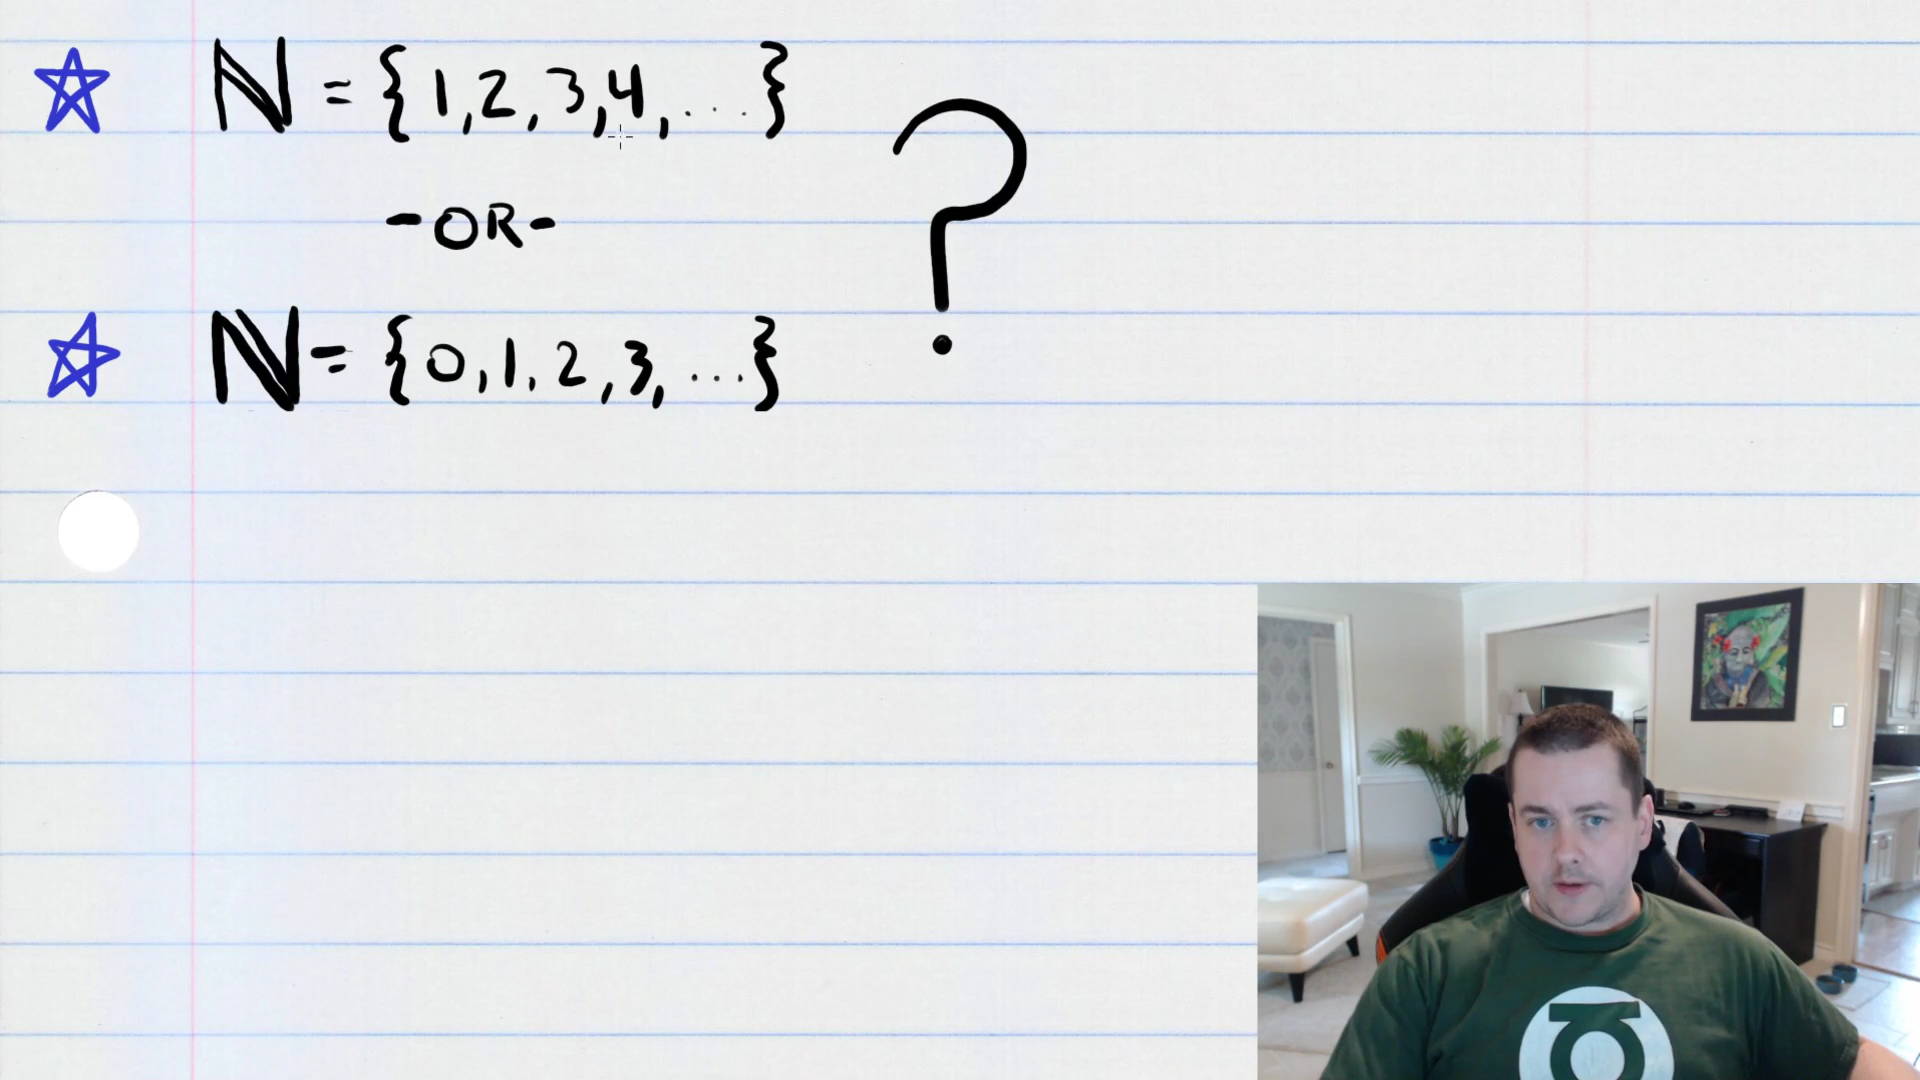 ℕ = {1,2,3,4,...}
-OR-
ℕ = {0,1,2,3,...}
?